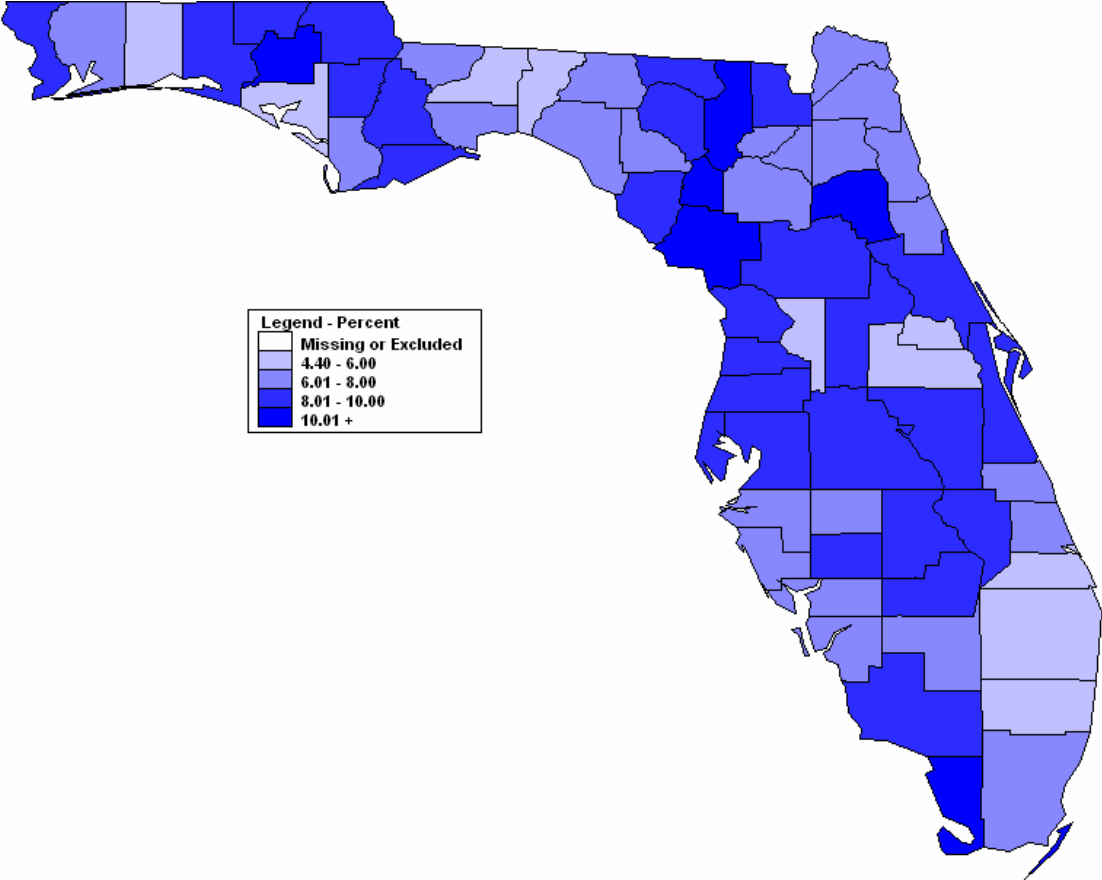 Legend - Percent
Missing or Excluded
4.40 - 6.00
6.01 - 8.00
8.01 - 10.00
10.01 +